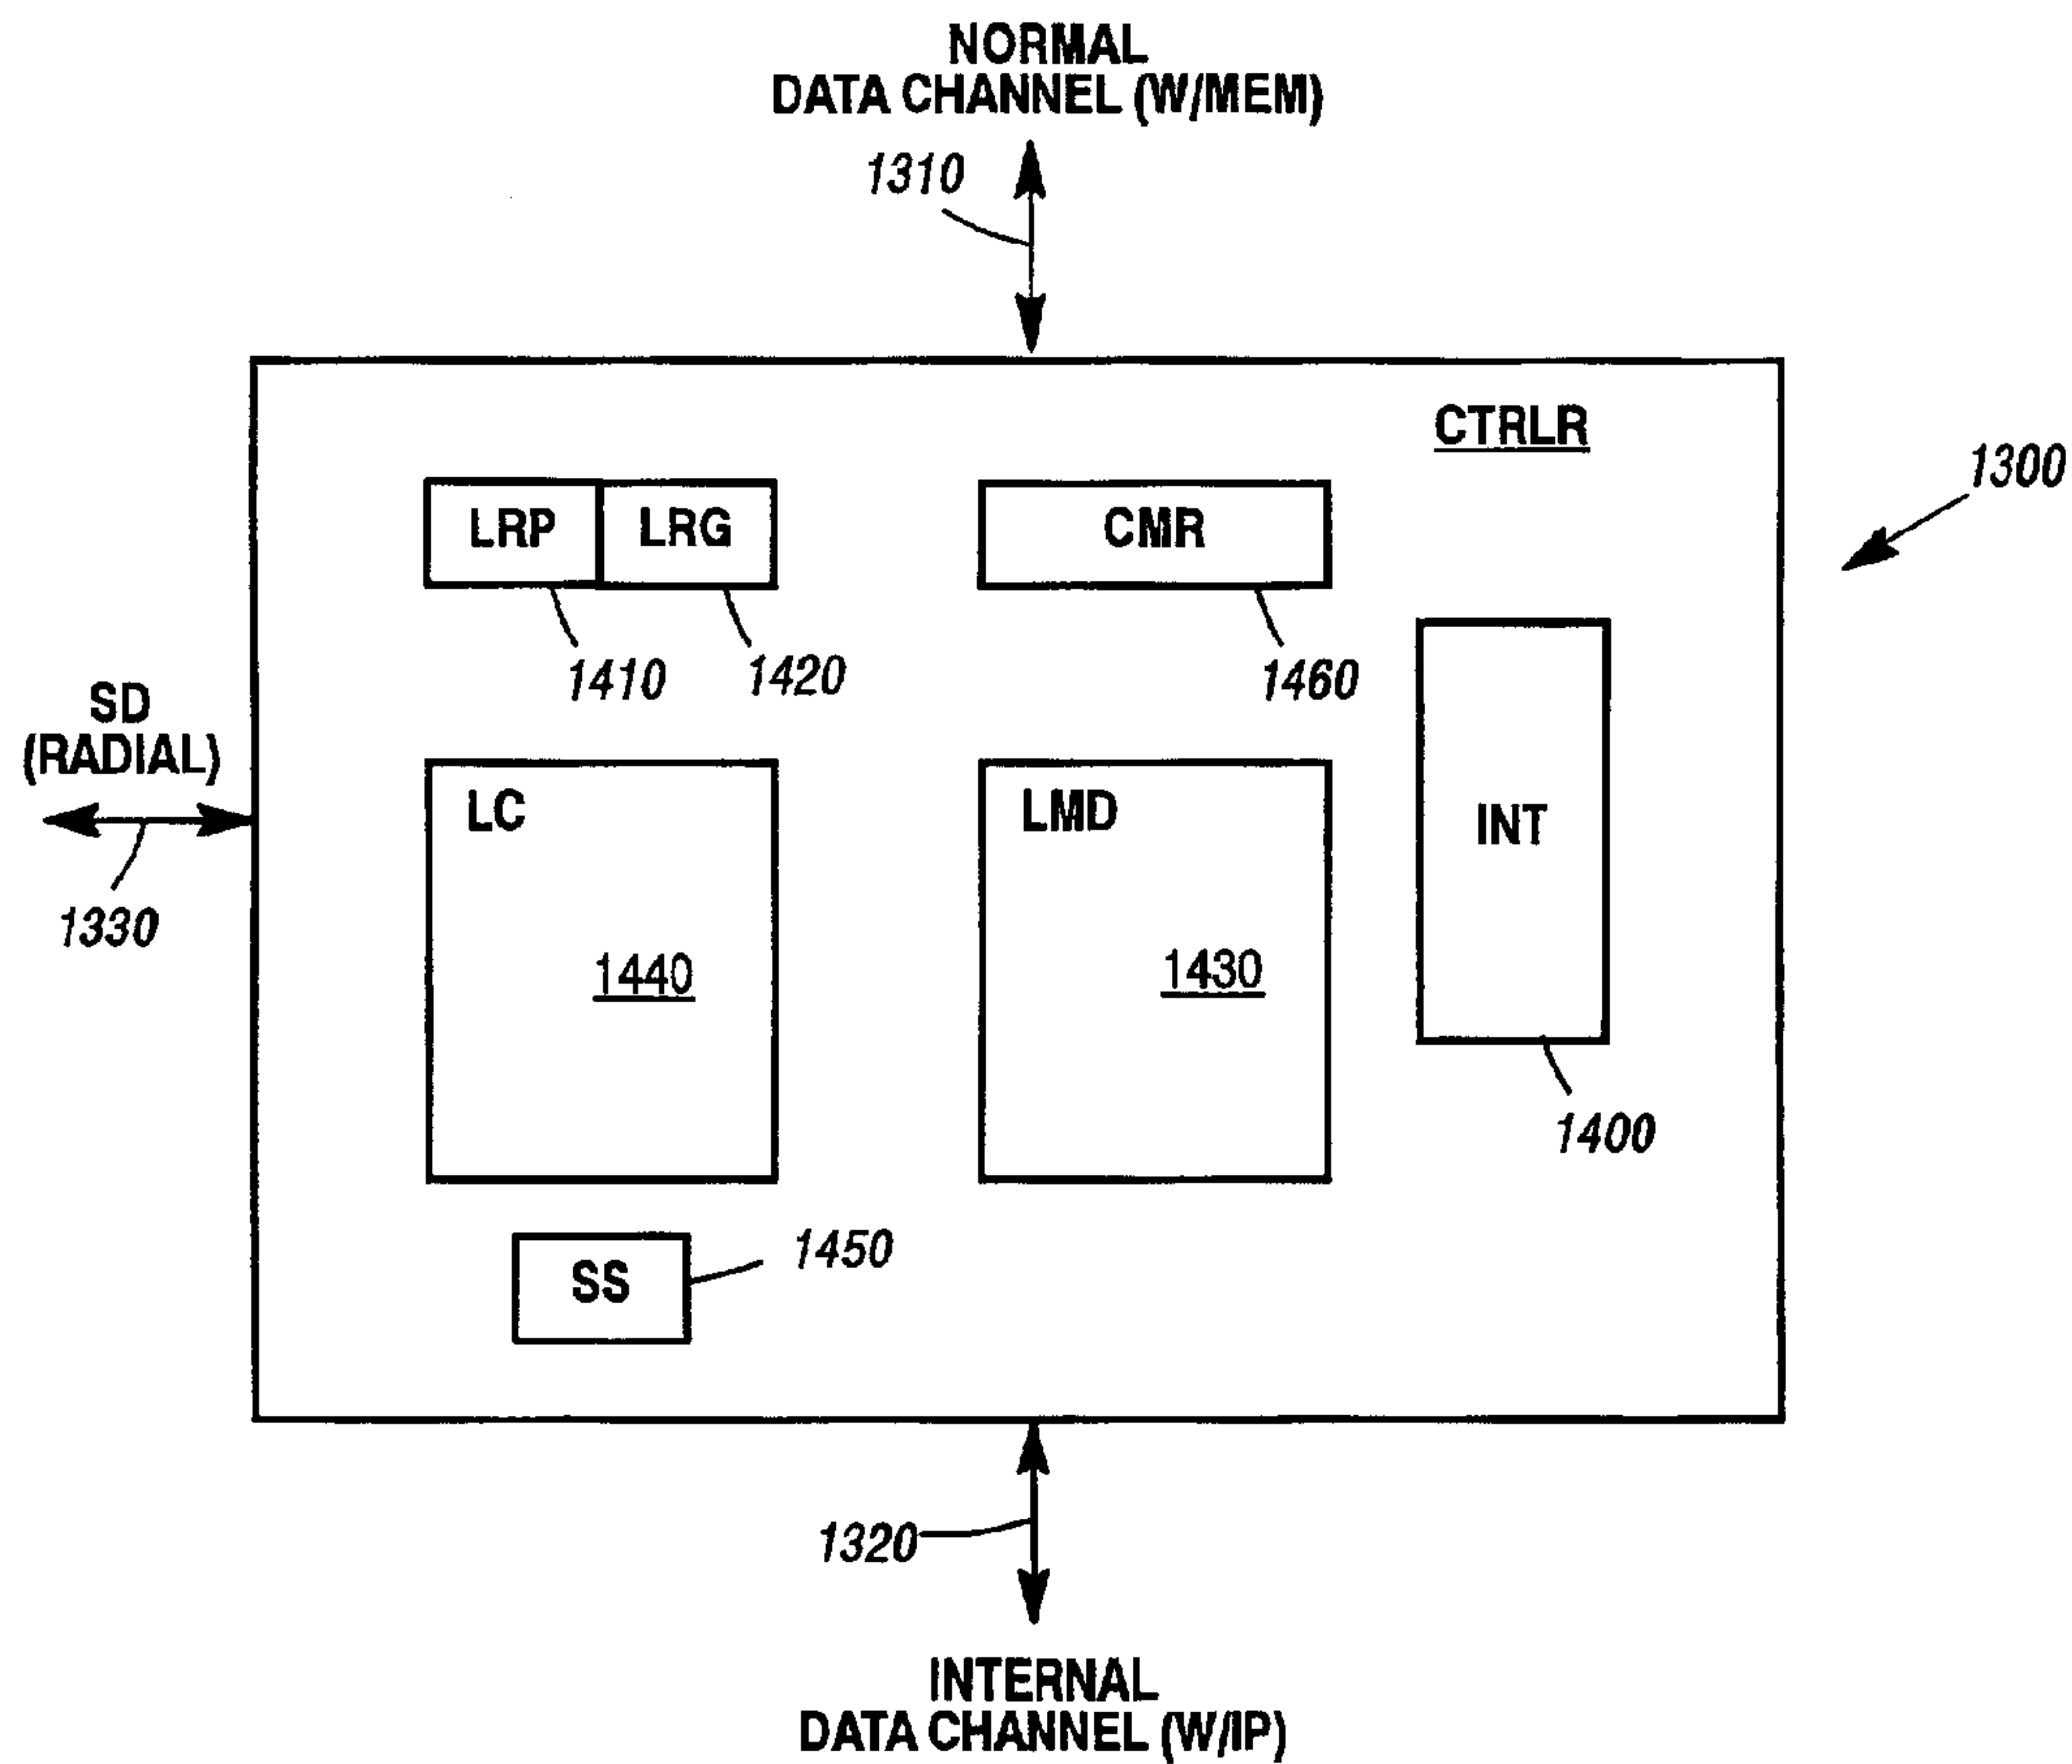 NORMAL
DATA CHANNEL (W/MEM)
1310
CTRLR
1300
LRP
LRG
CMR
1410
1420
1460
SD
(RADIAL)
1330
LC
1440
LMD
1430
INT
1400
SS
1450
1320
INTERNAL
DATA CHANNEL (W/IP)